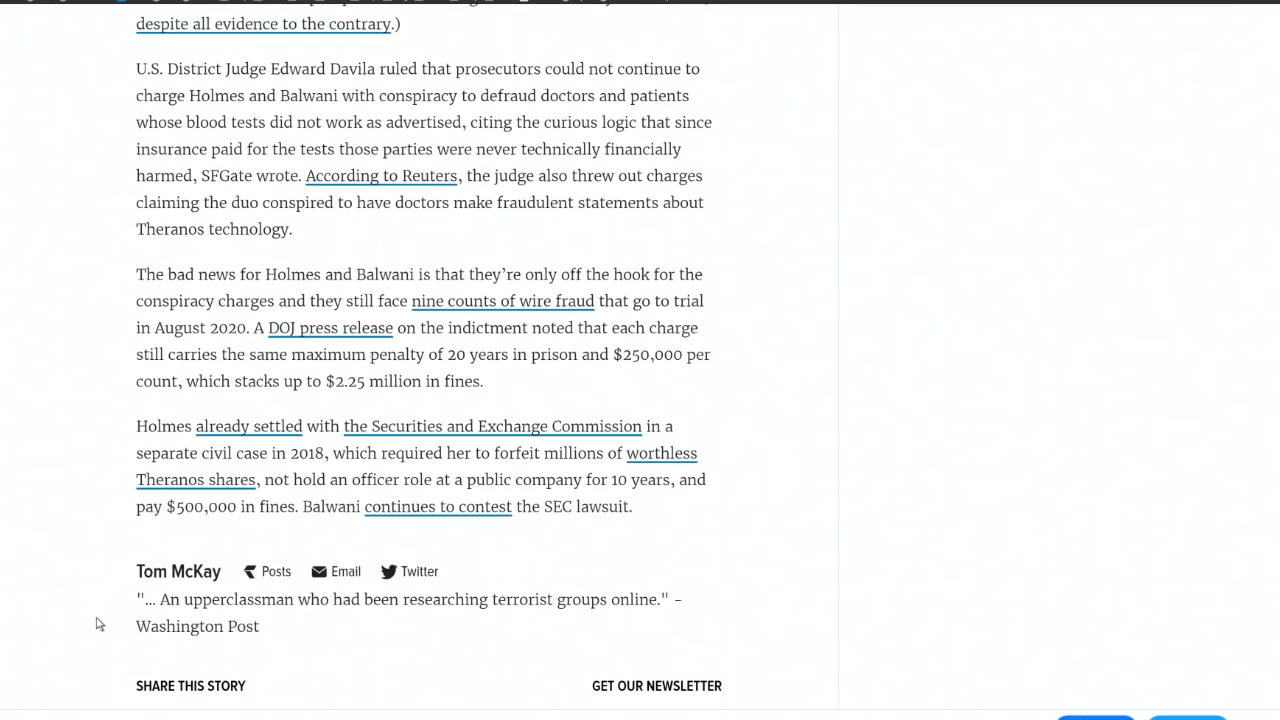 despite all evidence to the contrary.)
U.S. District Judge Edward Davila ruled that prosecutors could not continue to
charge Holmes and Balwani with conspiracy to defraud doctors and patients
whose blood tests did not work as advertised, citing the curious logic that since
insurance paid for the tests those parties were never technically financially
harmed, SFGate wrote. According to Reuters, the judge also threw out charges
claiming the duo conspired to have doctors make fraudulent statements about
Theranos technology.
The bad news for Holmes and Balwani is that they’re only off the hook for the
conspiracy charges and they still face nine counts of wire fraud that go to trial
in August 2020. A DOJ press release on the indictment noted that each charge
still carries the same maximum penalty of 20 years in prison and $250,000 per
count, which stacks up to $2.25 million in fines.
Holmes already settled with the Securities and Exchange Commission in a
separate civil case in 2018, which required her to forfeit millions of worthless
Theranos shares, not hold an officer role at a public company for 10 years, and
pay $500,000 in fines. Balwani continues to contest the SEC lawsuit.
Tom McKay Posts Email Twitter
"... An upperclassman who had been researching terrorist groups online." -
Washington Post
SHARE THIS STORY GET OUR NEWSLETTER